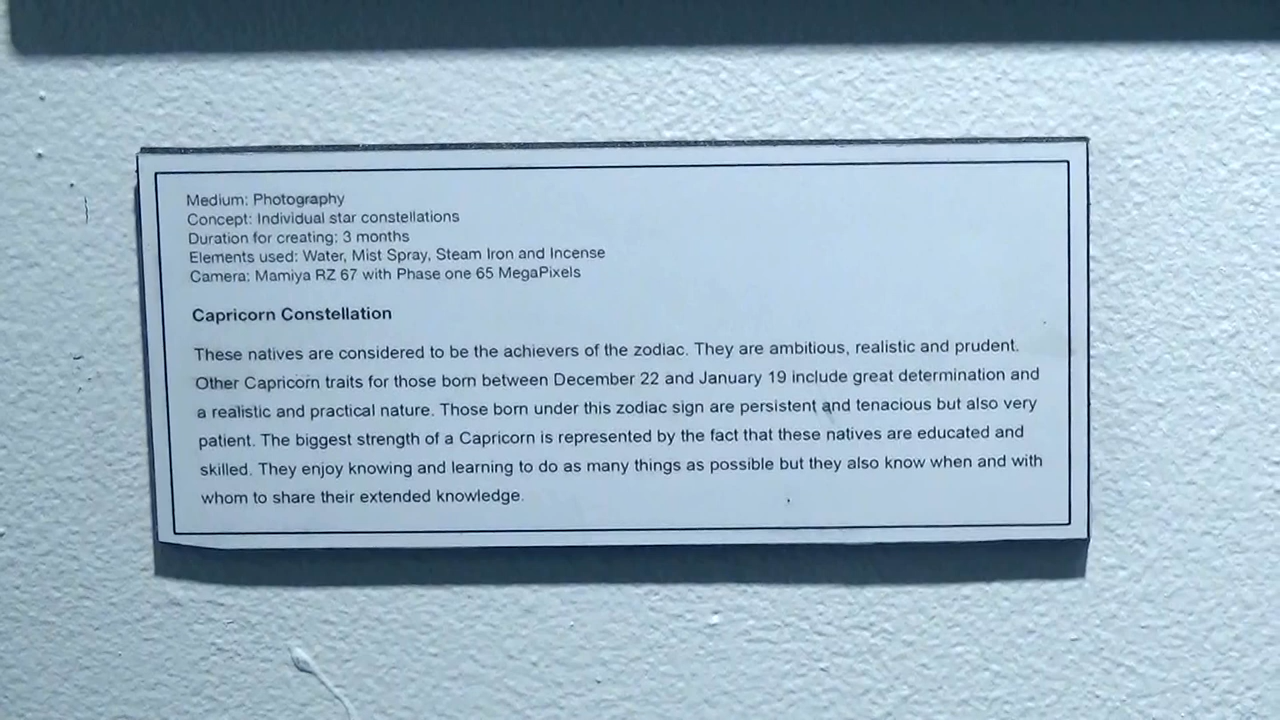 Medium: Photography
Concept: Individual star constellations
Duration for creating: 3 months
Elements used: Water, Mist Spray, Steam Iron and Incense
Camera: Mamiya RZ 67 with Phase one 65 MegaPixels
Capricorn Constellation
These natives are considered to be the achievers of the zodiac. They are ambitious, realistic and prudent.
Other Capricorn traits for those born between December 22 and January 19 include great determination and
a realistic and practical nature. Those born under this zodiac sign are persistent and tenacious but also very
patient. The biggest strength of a Capricorn is represented by the fact that these natives are educated and
skilled. They enjoy knowing and learning to do as many things as possible but they also know when and with
whom to share their extended knowledge.